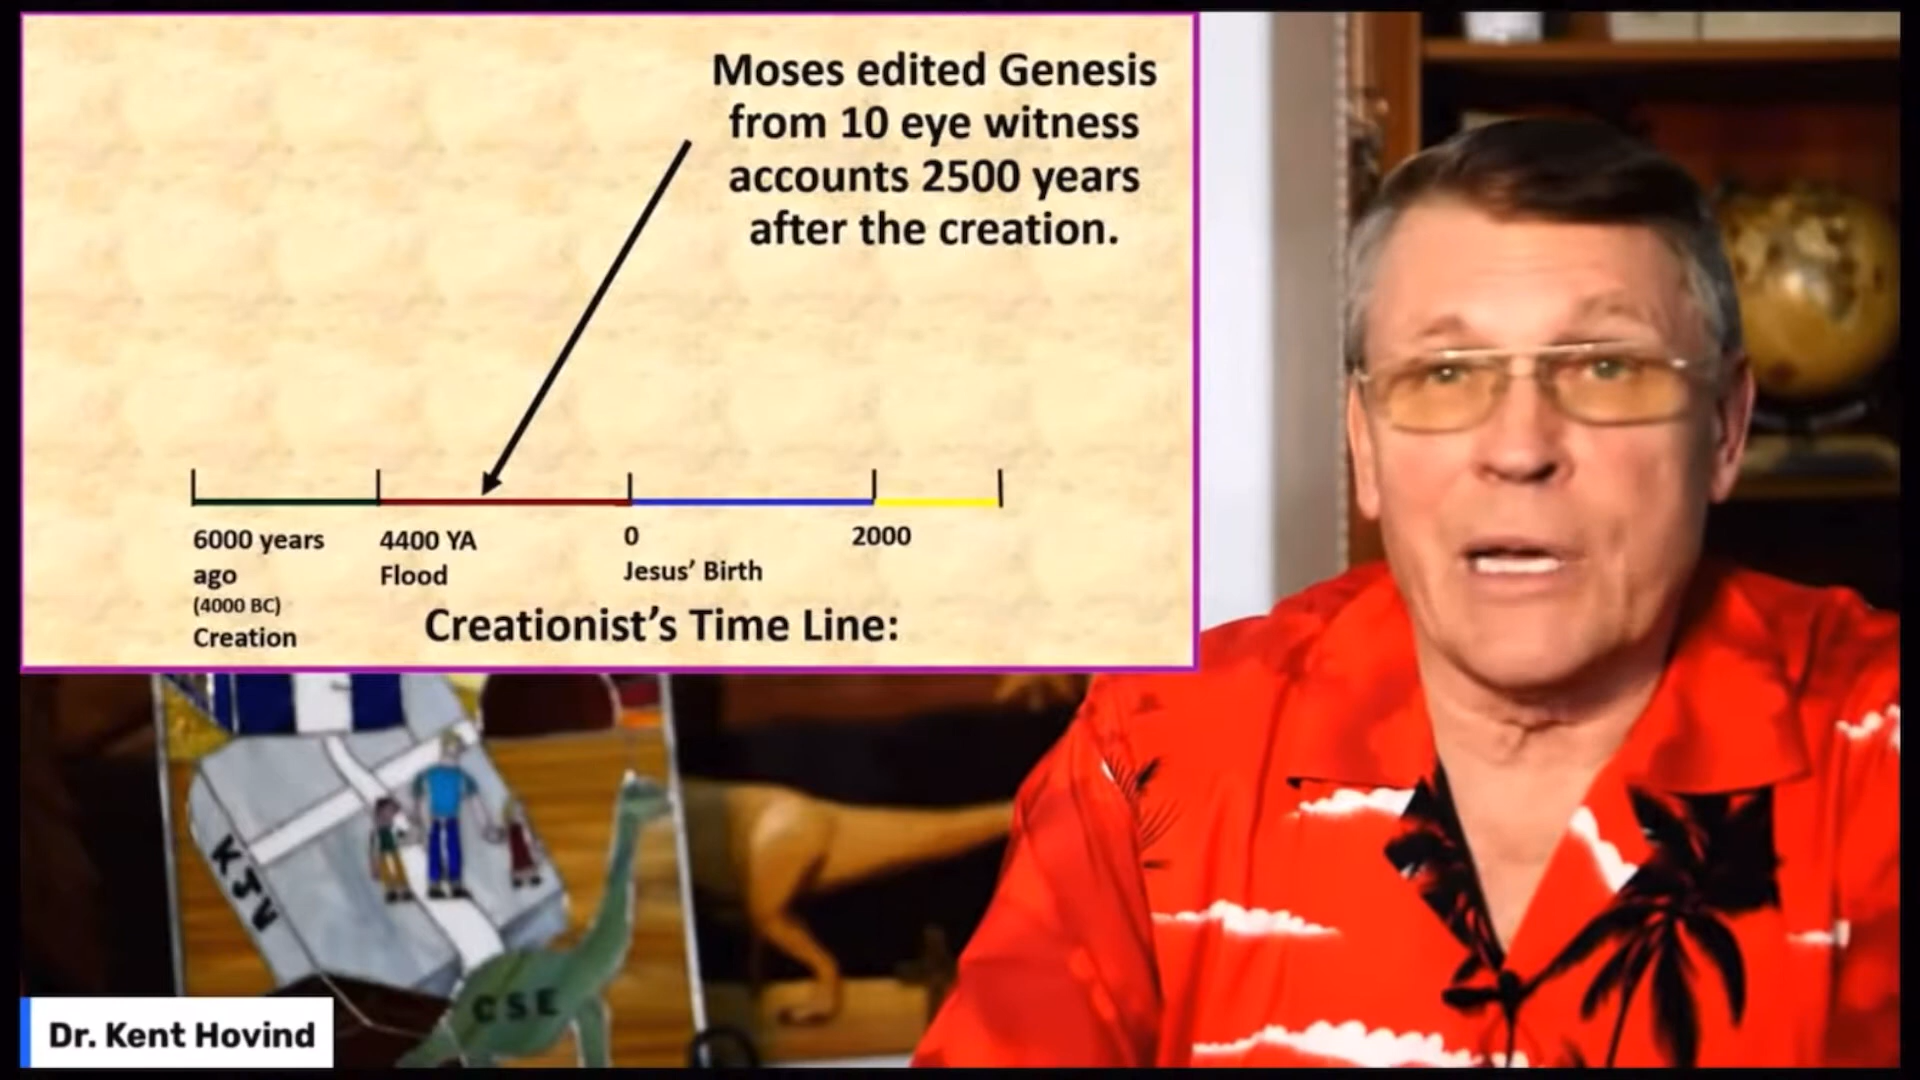 Moses edited Genesis
from 10 eye witness
accounts 2500 years
after the creation.
6000 years
ago
(4000 BC)
Creation
4400 YA
Flood
0
Jesus' Birth
2000
Creationist's Time Line:
KJV
CSE
Dr. Kent Hovind